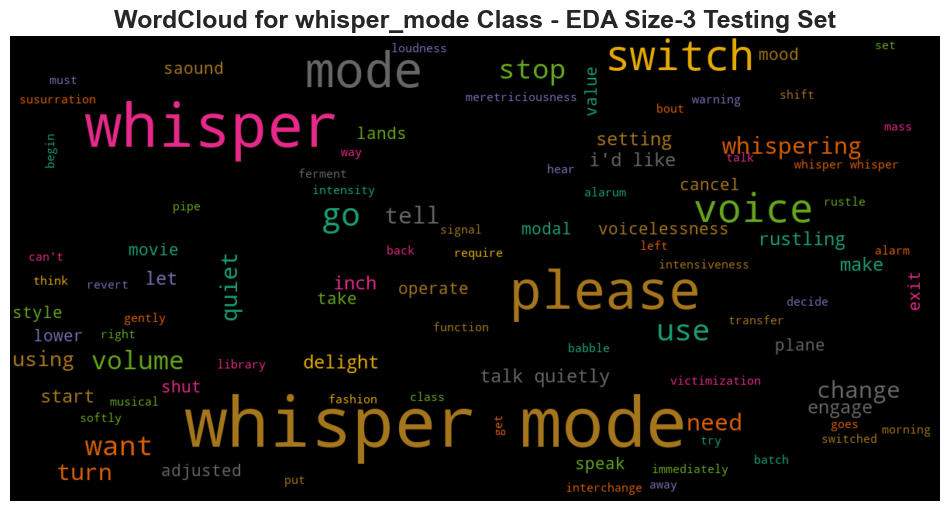 WordCloud for whisper_mode Class - EDA Size-3 Testing Set
loudness
set
switch
mood
mode
saound
stop
must
value
shift
susurration
meretriciousness
warning
bout
whisper
lands
setting
whispering
mass
begin
way
i'd like
talk
whisper whisper
ferment
hear
intensity
alarum
cancel
pipe
go
tell
voice
rustle
signal
modal
voicelessness
rustling
left
movie
back
require
alarm
can't
make
intensiveness
think
revert
let
quiet
inch
operate
please
exit
take
decide
style
gently
function
transfer
lower
right
use
plane
babble
using
volume
library
delight
talk quietly
victimization
start
shut
fashion
class
change
musical
engage
softly
whisper mode
get
need
goes
morning
want
try
switched
turn
adjusted
speak
batch
immediately
put
interchange
away